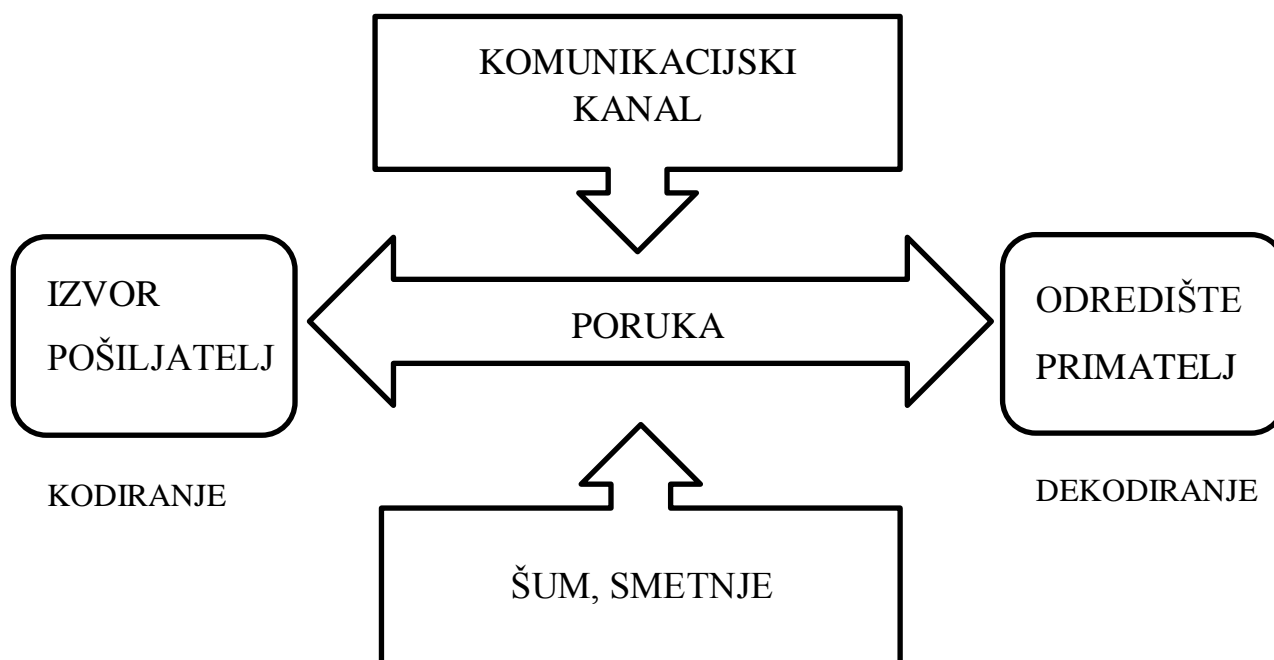 KOMUNIKACIJSKI
KANAL
IZVOR
POŠILJATELJ
PORUKA
ODREDIŠTE
PRIMATELJ
KODIRANJE
DEKODIRANJE
ŠUM, SMETNJE